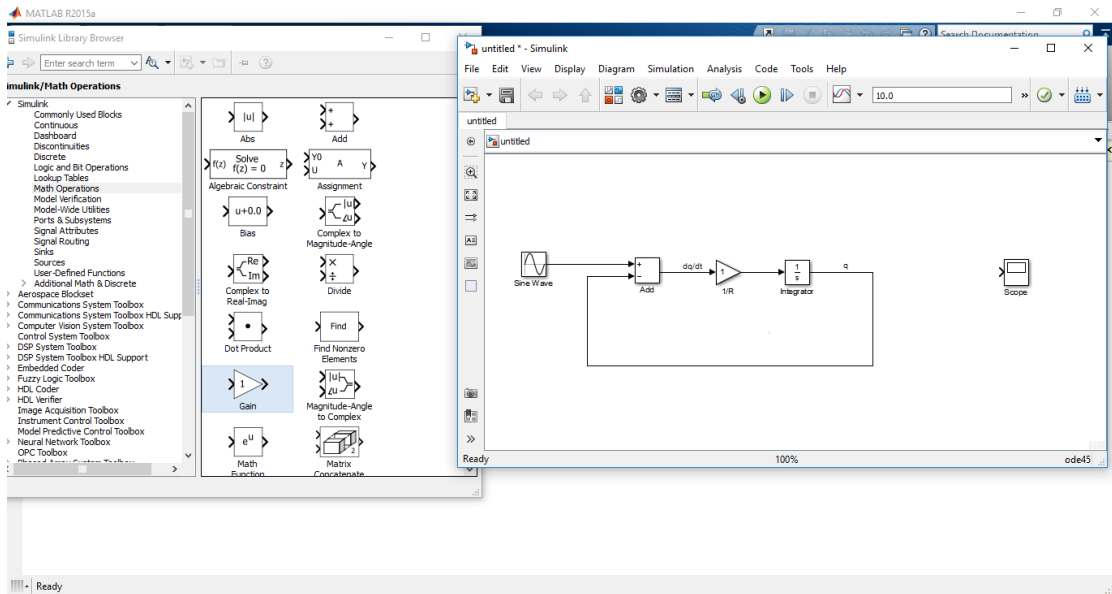 MATLAB R2015a
Simulink Library Browser
Enter search term
Simulink/Math Operations
Simulink
Commonly Used Blocks
Continuous
Dashboard
Discontinuities
Discrete
Logic and Bit Operations
Lookup Tables
Math Operations
Model Verification
Model-Wide Utilities
Ports & Subsystems
Signal Attributes
Signal Routing
Sinks
Sources
User-Defined Functions
Additional Math & Discrete
Aerospace Blockset
Communications System Toolbox
Communications System Toolbox HDL Supp
Computer Vision System Toolbox
Control System Toolbox
DSP System Toolbox
DSP System Toolbox HDL Support
Embedded Coder
Fuzzy Logic Toolbox
HDL Coder
HDL Verifier
Image Acquisition Toolbox
Instrument Control Toolbox
Model Predictive Control Toolbox
Neural Network Toolbox
OPC Toolbox
|u|
Abs
+
+
Add
f(z) Solve f(z) = 0 z
Algebraic Constraint
Y0 U A Y
Assignment
u+0.0
Bias
|u| ∠u
Complex to
Magnitude-Angle
Re Im
Complex to
Real-Imag
× ÷
Divide
Dot Product
Find
Find Nonzero
Elements
1
Gain
|u| ∠u
Magnitude-Angle
to Complex
e^u
Math
Function
2
Matrix
Concatenate
Search Documentation
untitled * - Simulink
File Edit View Display Diagram Simulation Analysis Code Tools Help
10.0
untitled
untitled
Sine Wave
+
−
Add
dq/dt
1
1/R
1
s
Integrator
q
Scope
Ready 100% ode45
Ready